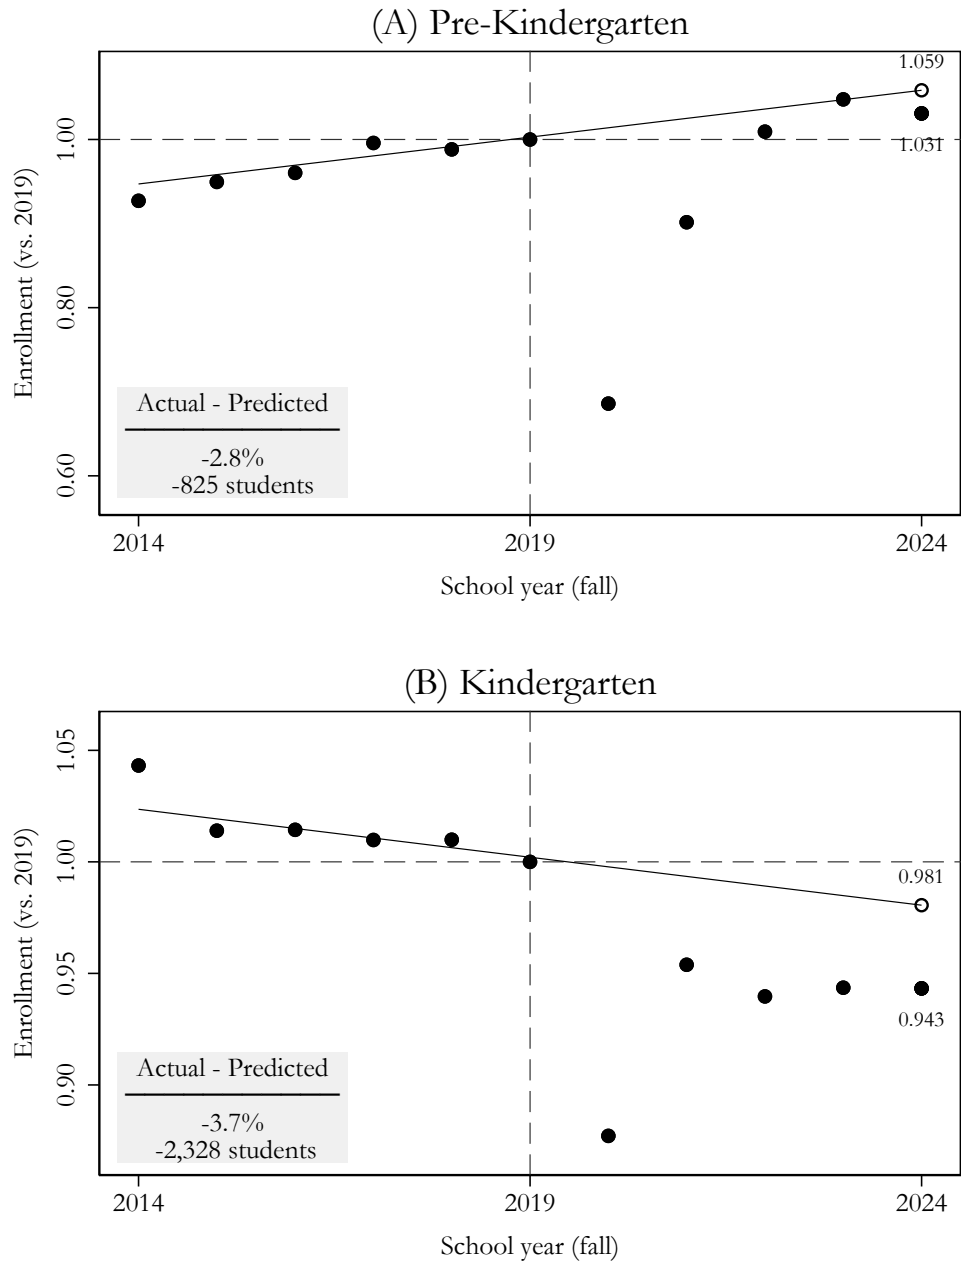 (A) Pre-Kindergarten
Enrollment (vs. 2019)
1.00
0.80
0.60
1.059
1.031
Actual - Predicted
-2.8%
-825 students
2014
2019
2024
School year (fall)
(B) Kindergarten
Enrollment (vs. 2019)
1.05
1.00
0.95
0.90
0.981
0.943
Actual - Predicted
-3.7%
-2,328 students
2014
2019
2024
School year (fall)